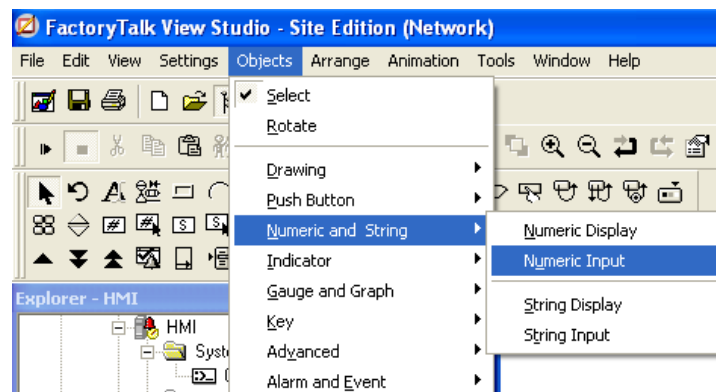 FactoryTalk View Studio - Site Edition (Network)
File Edit View Settings Objects Arrange Animation Tools Window Help
Select
Rotate
Drawing
Push Button
Numeric and String
Numeric Display
Indicator
Numeric Input
Gauge and Graph
Explorer - HMI
String Display
Key
HMI
String Input
Advanced
Alarm and Event